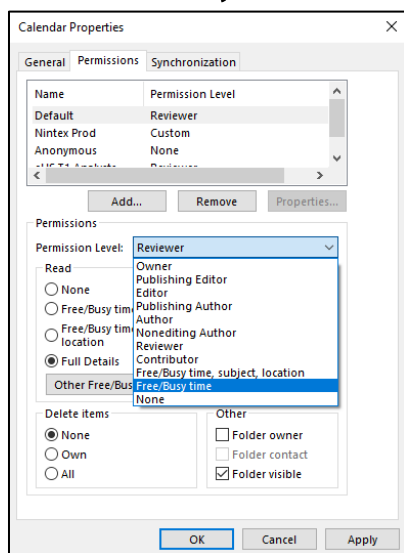 Calendar Properties
General Permissions Synchronization
Name Permission Level
Default Reviewer
Nintex Prod Custom
Anonymous None
Add... Remove Properties...
Permissions
Permission Level: Reviewer
Read
Owner
Publishing Editor
Editor
Publishing Author
Author
Nonediting Author
Reviewer
Contributor
Free/Busy time, subject, location
Free/Busy time
None
None
Free/Busy tim
Free/Busy tim
location
Full Details
Other Free/Bus
Delete items
None
Own
All
Other
Folder owner
Folder contact
Folder visible
OK Cancel Apply